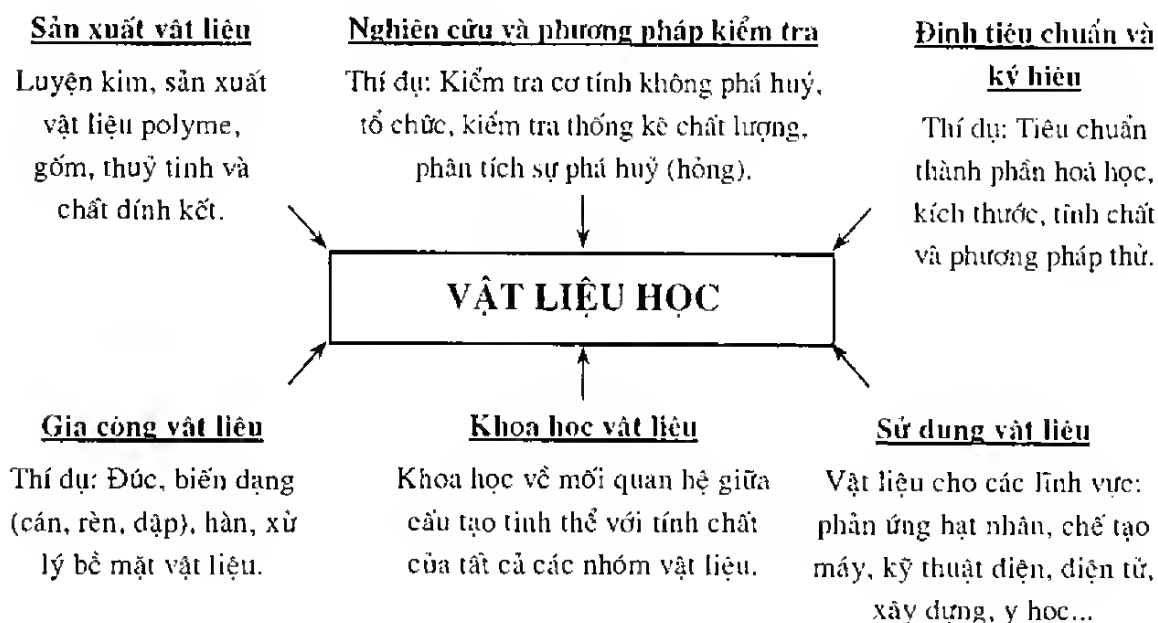 Sản xuất vật liệu
Luyện kim, sản xuất
vật liệu polyme,
gốm, thuỷ tinh và
chất dính kết.
Nghiên cứu và phương pháp kiểm tra
Thí dụ: Kiểm tra cơ tính không phá huỷ,
tổ chức, kiểm tra thống kê chất lượng,
phân tích sự phá huỷ (hỏng).
Định tiêu chuẩn và
ký hiệu
Thí dụ: Tiêu chuẩn
thành phần hoà học,
kích thước, tính chất
và phương pháp thử.
VẬT LIỆU HỌC
Gia công vật liệu
Thí dụ: Đúc, biến dạng
(cán, rèn, dập), hàn, xử
lý bề mặt vật liệu.
Khoa học vật liệu
Khoa học về mối quan hệ giữa
cấu tạo tinh thể với tính chất
của tất cả các nhóm vật liệu.
Sử dụng vật liệu
Vật liệu cho các lĩnh vực:
phản ứng hạt nhân, chế tạo
máy, kỹ thuật điện, điện tử,
xây dựng, y học...